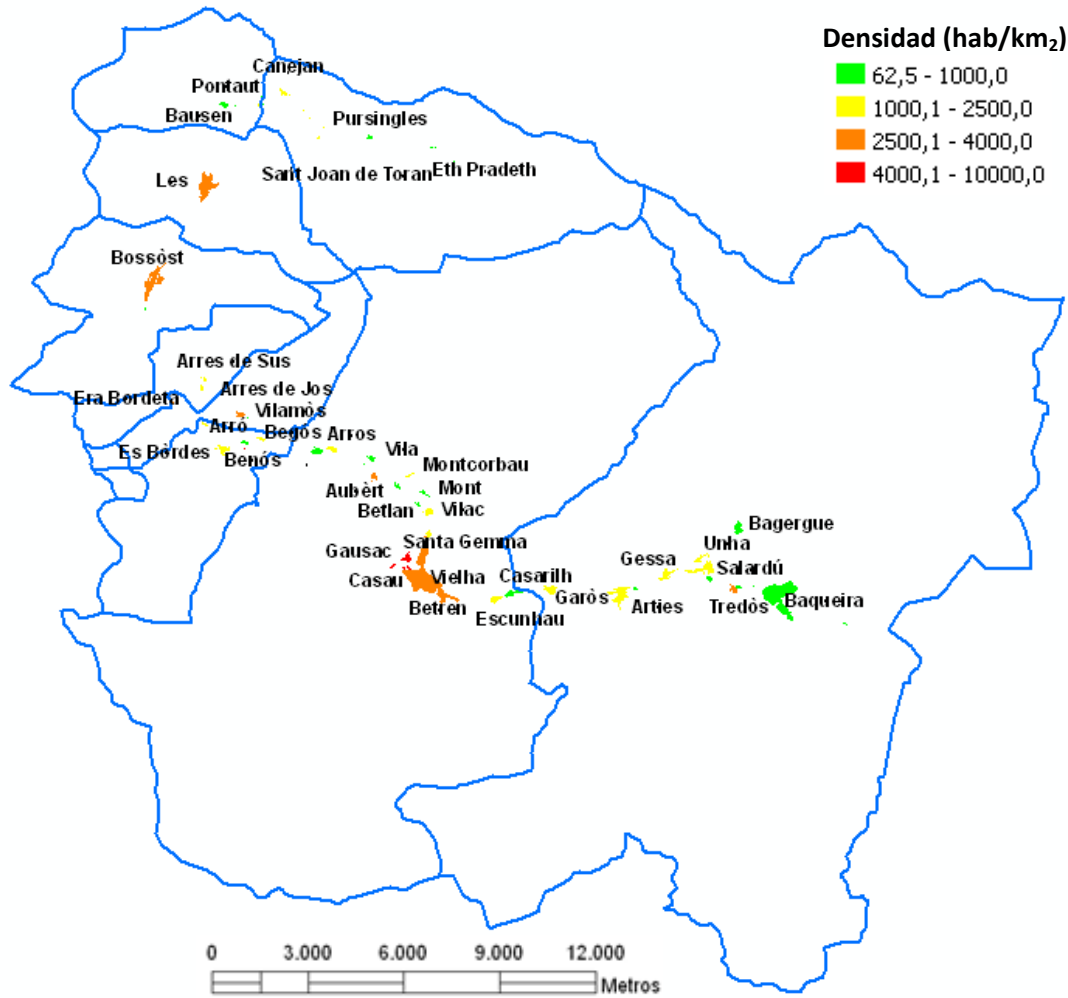 Densidad (hab/km₂)
62,5 - 1000,0
1000,1 - 2500,0
2500,1 - 4000,0
4000,1 - 10000,0
Canejan
Pontaut
Bausen
Pursingles
Sant Joan de Toran
Eth Pradeth
Les
Bossòst
Arres de Sus
Era Bordeta
Arres de Jos
Vilamòs
Arró
Begós
Arros
Es Bòrdes
Benós
Vila
Montcorbau
Aubèrt
Mont
Betlan
Vilac
Santa Gemma
Gausac
Casau
Vielha
Betren
Casarilh
Escunhau
Garòs
Arties
Gessa
Unha
Bagergue
Salardú
Tredòs
Baqueira
0 3.000 6.000 9.000 12.000
Metros